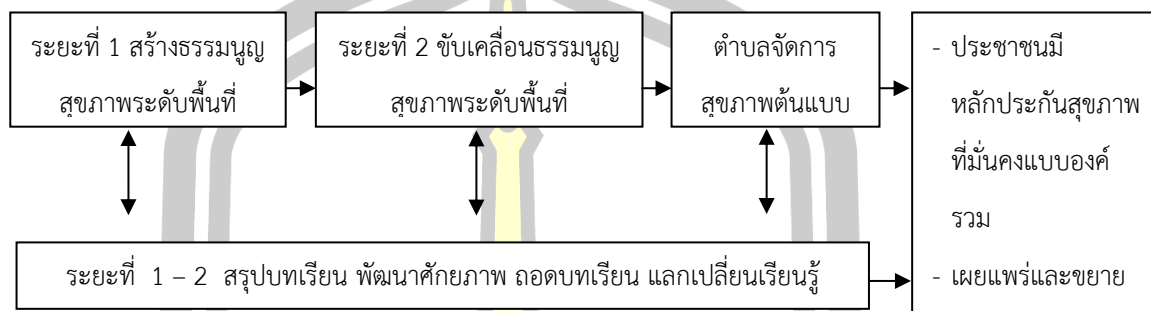 ระยะที่ 1 สร้างธรรมนูญ
สุขภาพระดับพื้นที่
ระยะที่ 2 ขับเคลื่อนธรรมนูญ
สุขภาพระดับพื้นที่
ตำบลจัดการ
สุขภาพต้นแบบ
- ประชาชนมี
หลักประกันสุขภาพ
ที่มั่นคงแบบองค์
รวม
- เผยแพร่และขยาย
ระยะที่ 1 – 2 สรุปบทเรียน พัฒนาศักยภาพ ถอดบทเรียน แลกเปลี่ยนเรียนรู้